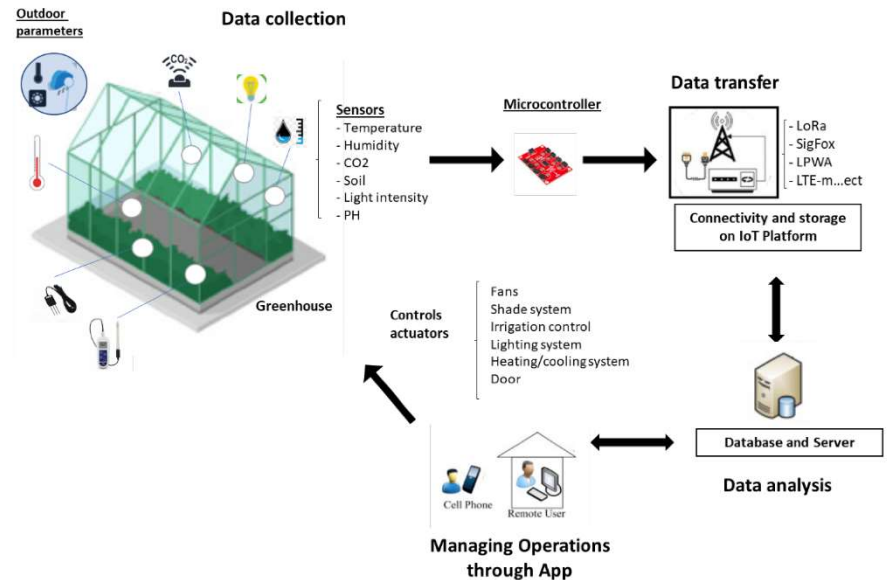 Outdoor
parameters
Data collection
CO2
Sensors
- Temperature
- Humidity
- CO2
- Soil
- Light intensity
- PH
Greenhouse
Microcontroller
Data transfer
- LoRa
- SigFox
- LPWA
- LTE-m...ect
Connectivity and storage
on IoT Platform
Controls
actuators
Fans
Shade system
Irrigation control
Lighting system
Heating/cooling system
Door
Database and Server
Data analysis
Cell Phone
Remote User
Managing Operations
through App